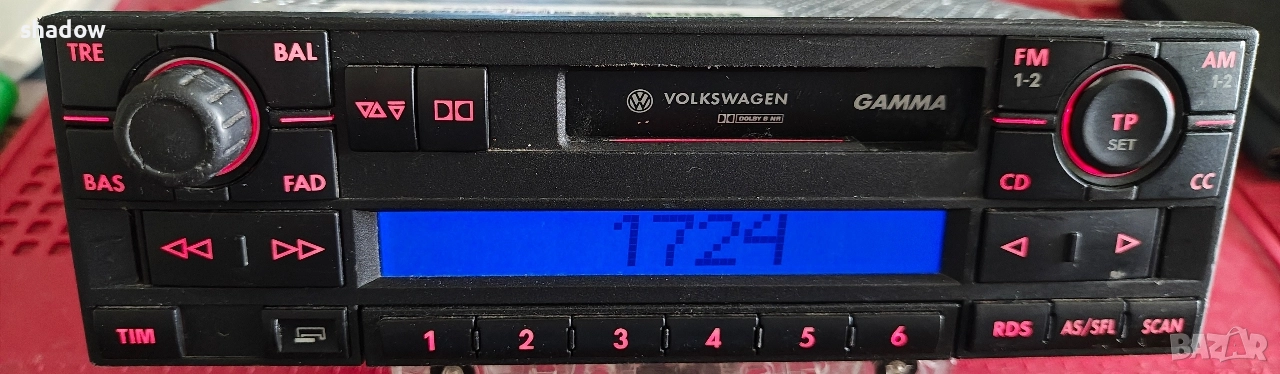 shadow
TRE BAL
BAS FAD
VOLKSWAGEN GAMMA
DOLBY B NR
FM 1-2
AM 1-2
TP SET
CD CC
1724
TIM
1 2 3 4 5 6
RDS AS/SFL SCAN
BAZAR